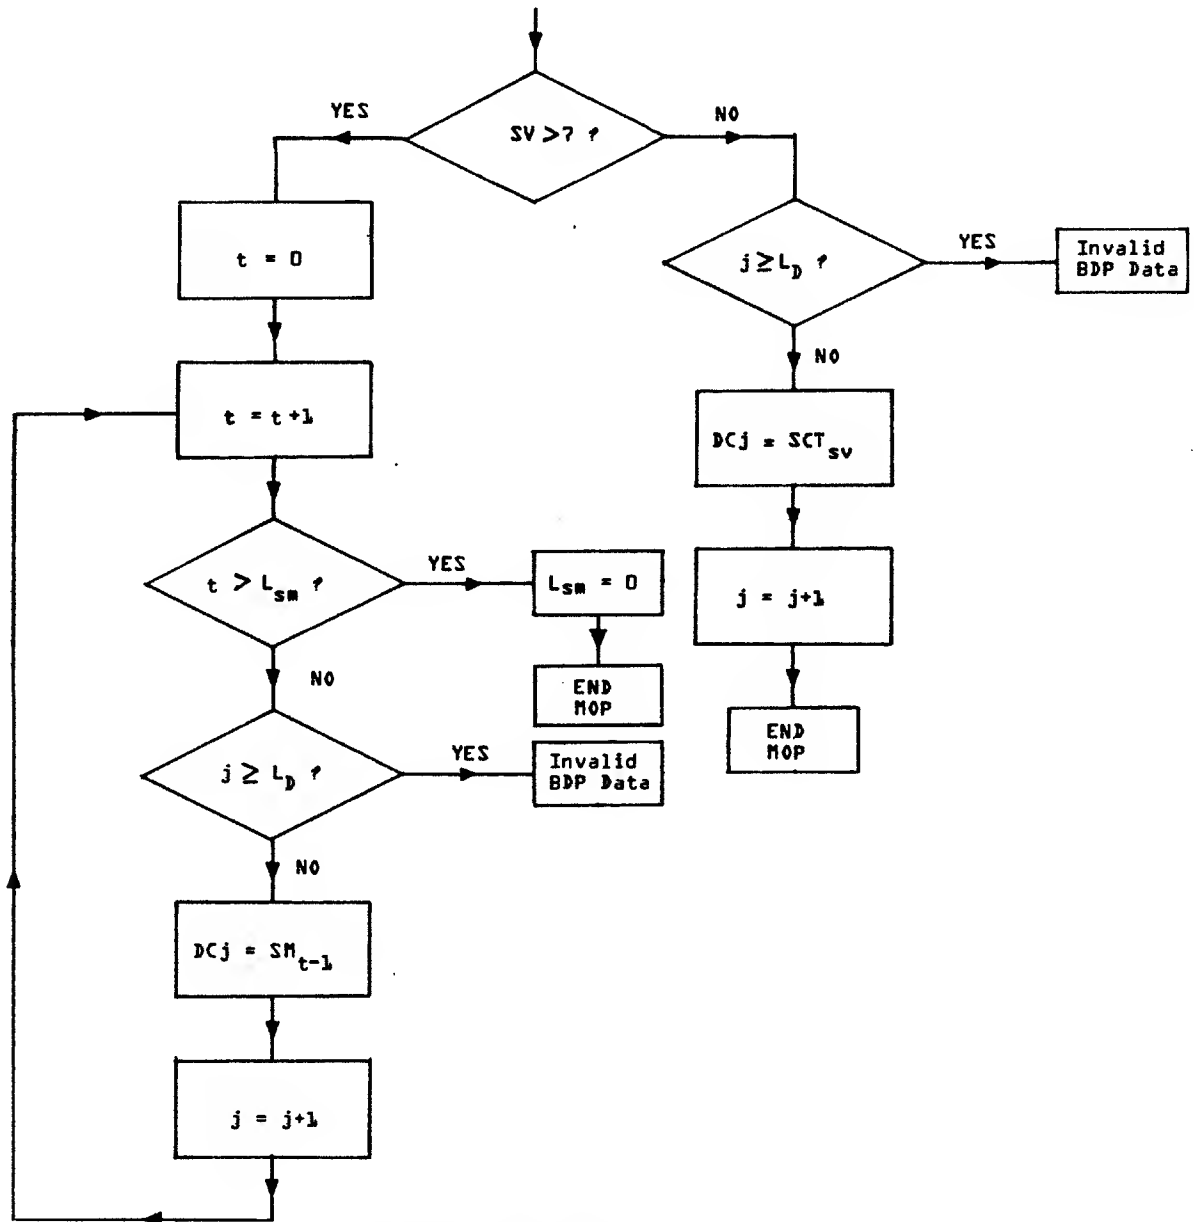 YES
SV > 7 ?
NO
t = 0
j ≥ L_D ?
YES
Invalid
BDP Data
NO
t = t+1
DCj = SCT_sv
t > L_sm ?
YES
L_sm = 0
j = j+1
NO
END
MOP
END
MOP
j ≥ L_D ?
YES
Invalid
BDP Data
NO
DCj = SM_t-1
j = j+1